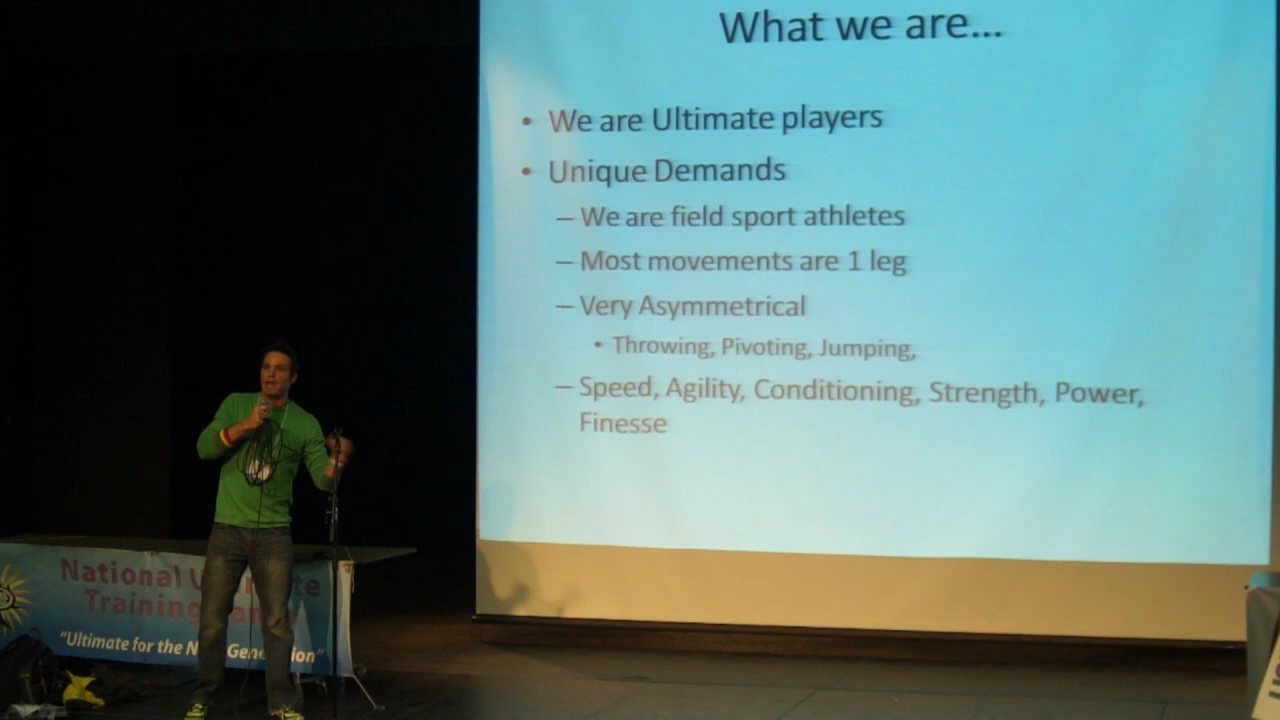 What we are...
• We are Ultimate players
• Unique Demands
– We are field sport athletes
– Most movements are 1 leg
– Very Asymmetrical
• Throwing, Pivoting, Jumping,
– Speed, Agility, Conditioning, Strength, Power,
Finesse
National
Training
"Ultimate for the